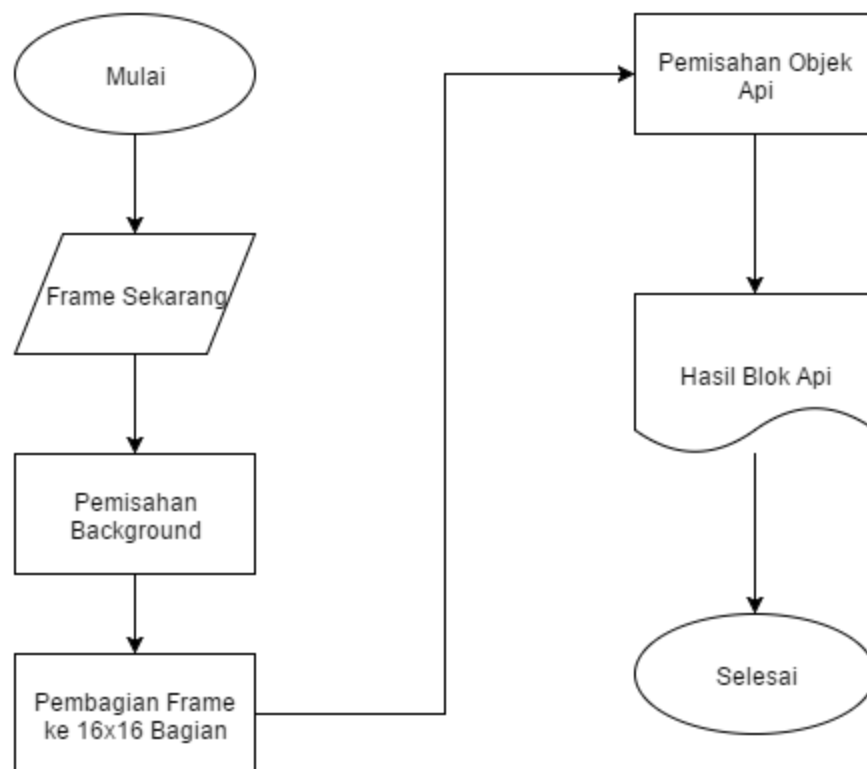 Mulai
Frame Sekarang
Pemisahan
Background
Pembagian Frame
ke 16x16 Bagian
Pemisahan Objek
Api
Hasil Blok Api
Selesai